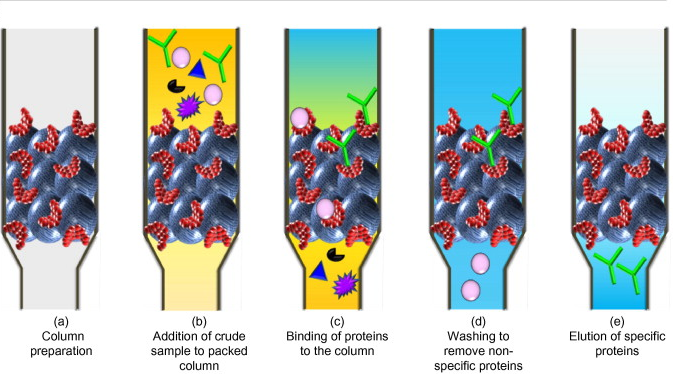 (a)
Column
preparation
(b)
Addition of crude
sample to packed
column
(c)
Binding of proteins
to the column
(d)
Washing to
remove non-
specific proteins
(e)
Elution of specific
proteins